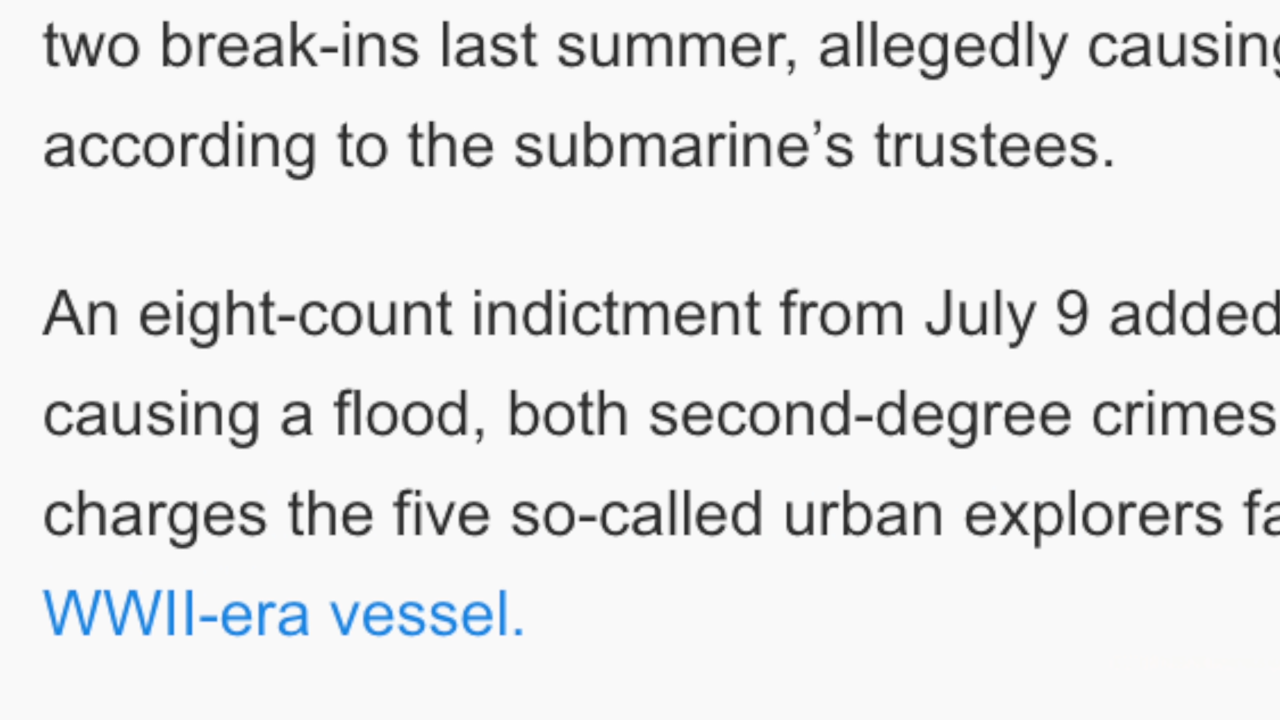 two break-ins last summer, allegedly causing
according to the submarine’s trustees.
An eight-count indictment from July 9 added
causing a flood, both second-degree crimes
charges the five so-called urban explorers
WWII-era vessel.